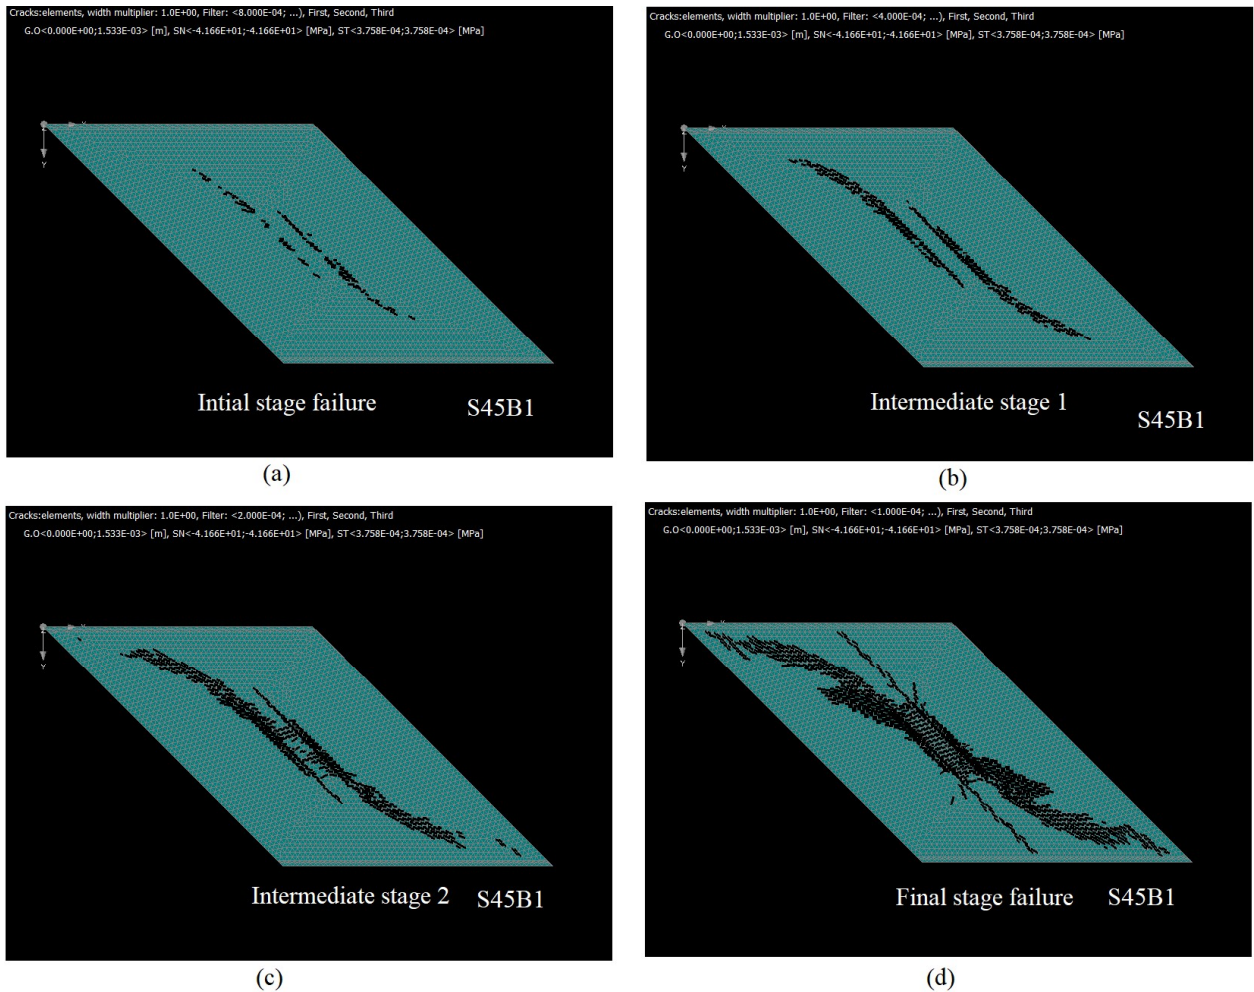 Cracks:elements, width multiplier: 1.0E+00, Filter: <8.000E-04; ...), First, Second, Third
G.O<0.000E+00;1.533E-03> [m], SN<-4.166E+01;-4.166E+01> [MPa], ST<3.758E-04;3.758E-04> [MPa]
X
Y
Intial stage failure
S45B1
(a)
Cracks:elements, width multiplier: 1.0E+00, Filter: <4.000E-04; ...), First, Second, Third
G.O<0.000E+00;1.533E-03> [m], SN<-4.166E+01;-4.166E+01> [MPa], ST<3.758E-04;3.758E-04> [MPa]
X
Y
Intermediate stage 1
S45B1
(b)
Cracks:elements, width multiplier: 1.0E+00, Filter: <2.000E-04; ...), First, Second, Third
G.O<0.000E+00;1.533E-03> [m], SN<-4.166E+01;-4.166E+01> [MPa], ST<3.758E-04;3.758E-04> [MPa]
X
Y
Intermediate stage 2 S45B1
(c)
Cracks:elements, width multiplier: 1.0E+00, Filter: <1.000E-04; ...), First, Second, Third
G.O<0.000E+00;1.533E-03> [m], SN<-4.166E+01;-4.166E+01> [MPa], ST<3.758E-04;3.758E-04> [MPa]
X
Y
Final stage failure S45B1
(d)